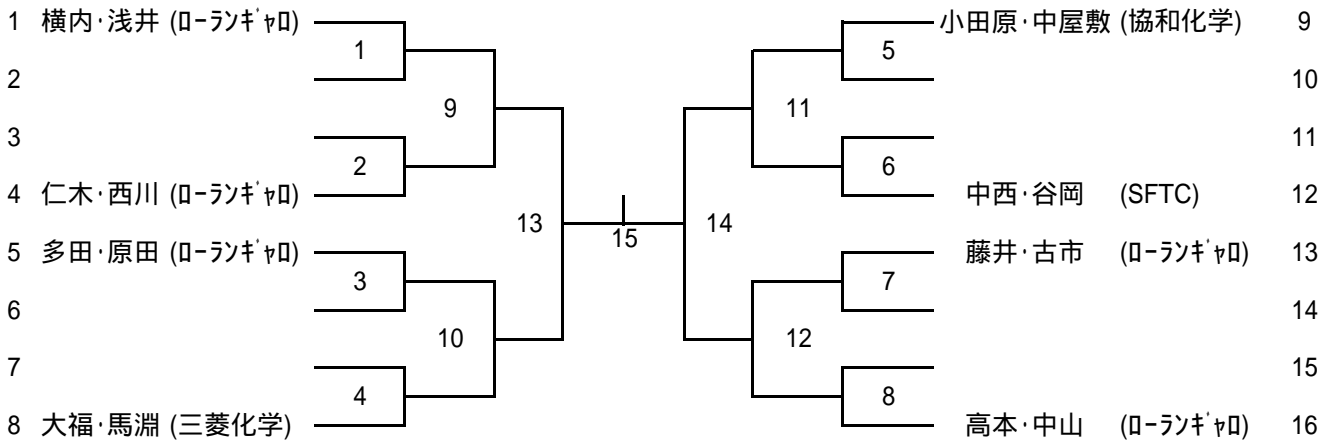 1 横内・浅井 (ﾛｰﾗﾝｷﾞｬﾛ) 1 小田原・中屋敷 (協和化学) 9
5
2 10
9 11
3 11
2 6
4 仁木・西川 (ﾛｰﾗﾝｷﾞｬﾛ) 中西・谷岡 (SFTC) 12
13 15 14
5 多田・原田 (ﾛｰﾗﾝｷﾞｬﾛ) 藤井・古市 (ﾛｰﾗﾝｷﾞｬﾛ) 13
3 7
6 14
10 12
7 15
4 8
8 大福・馬淵 (三菱化学) 高本・中山 (ﾛｰﾗﾝｷﾞｬﾛ) 16